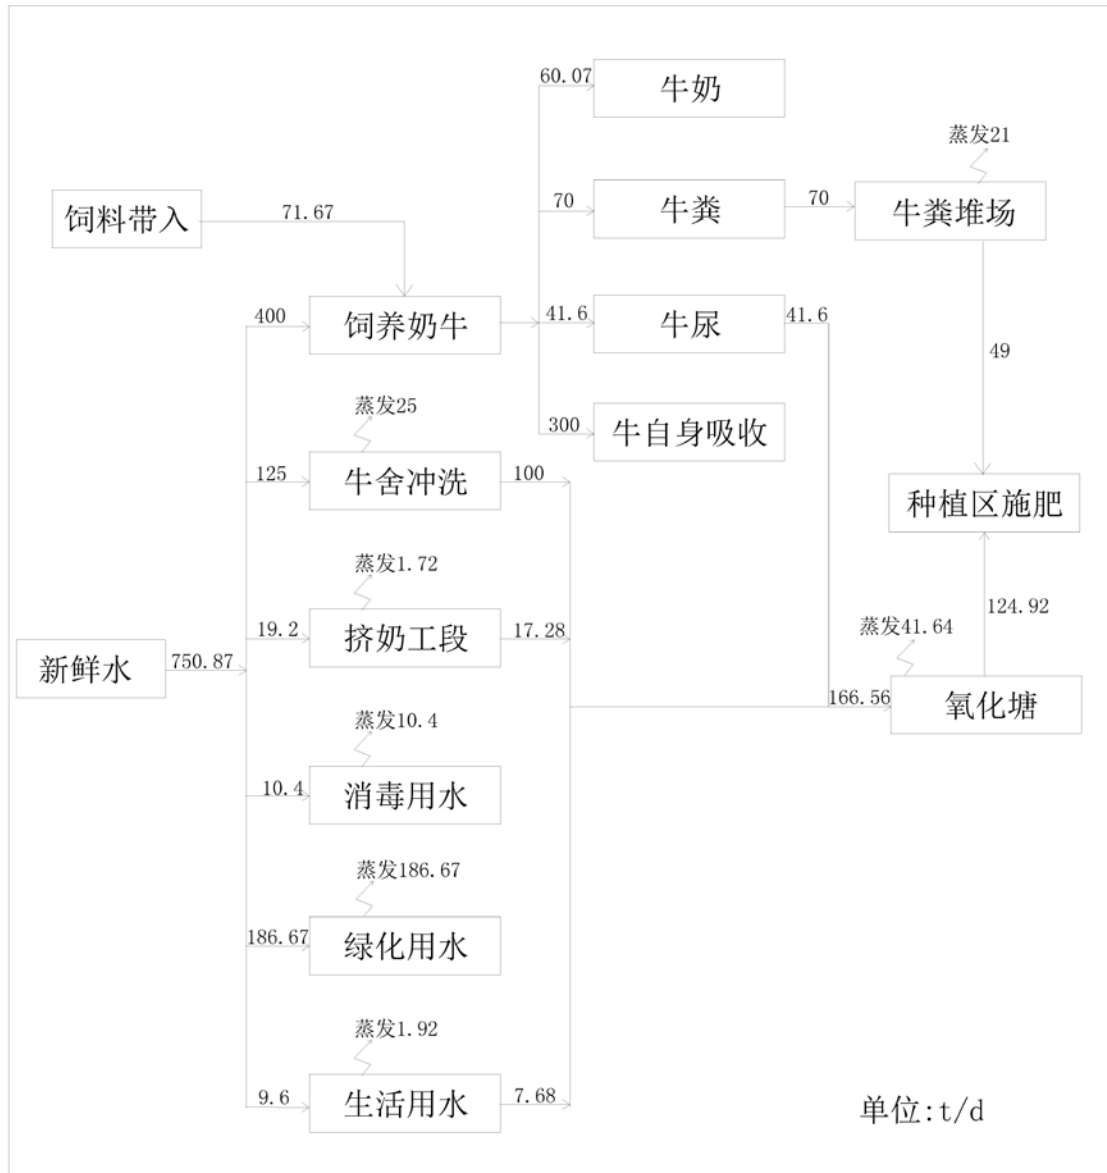 60.07
牛奶
蒸发21
饲料带入
71.67
70
牛粪
70
牛粪堆场
400
饲养奶牛
41.6
牛尿
41.6
49
蒸发25
300
牛自身吸收
125
牛舍冲洗
100
种植区施肥
蒸发1.72
124.92
19.2
挤奶工段
17.28
蒸发41.64
新鲜水
750.87
166.56
氧化塘
蒸发10.4
10.4
消毒用水
蒸发186.67
186.67
绿化用水
蒸发1.92
9.6
生活用水
7.68
单位:t/d